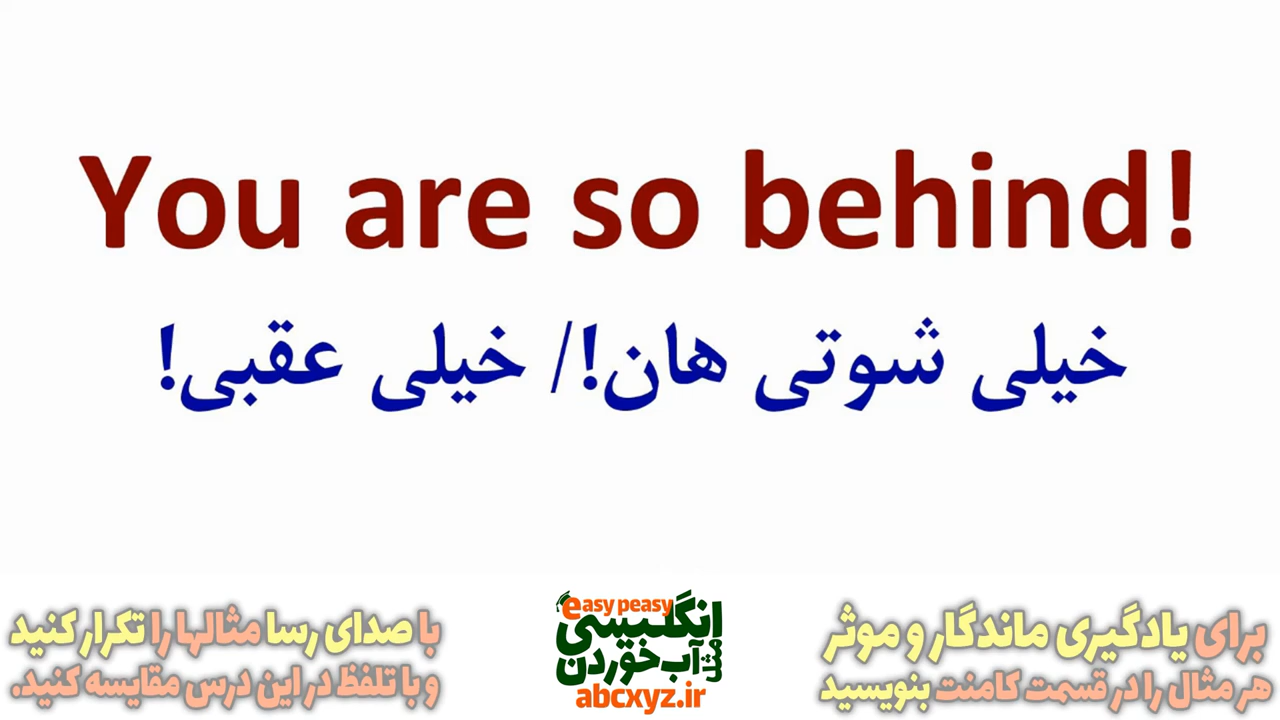 You are so behind!
خیلی شوتی هان!/ خیلی عقبی!
برای یادگیری ماندگار و موثر
هر مثال را در قسمت کامنت بنویسید
easy peasy
انگلیسی
مثل آب خوردن
abcxyz.ir
با صدای رسا مثالها را تکرار کنید
و با تلفظ در این درس مقایسه کنید.